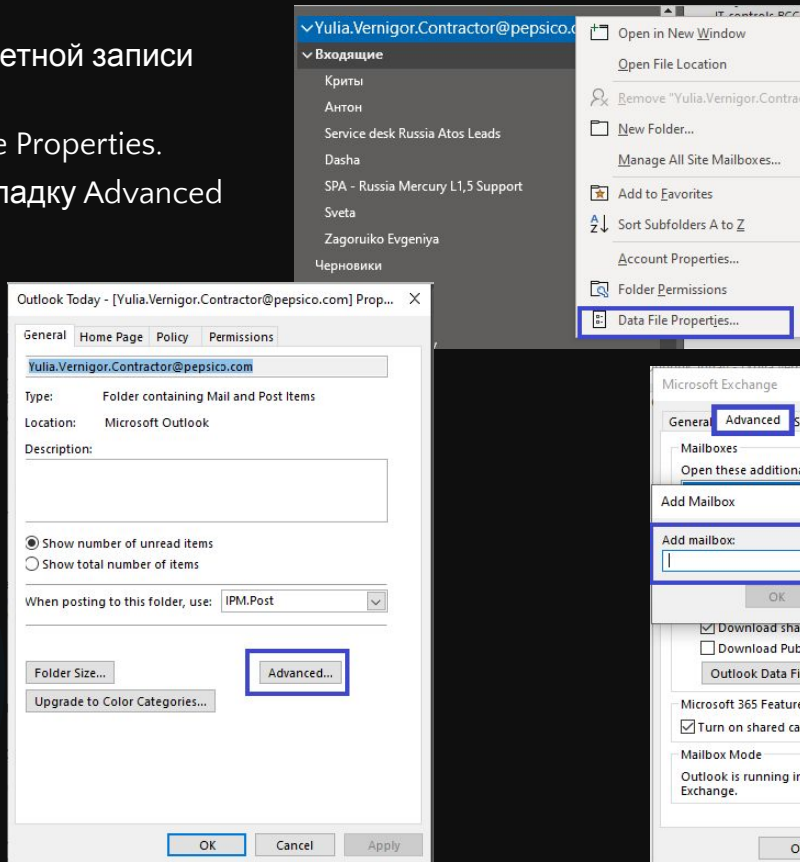 етной записи
e Properties.
ладку Advanced
Yulia.Vernigor.Contractor@pepsico.c
Входящие
Криты
Антон
Service desk Russia Atos Leads
Dasha
SPA - Russia Mercury L1,5 Support
Sveta
Zagoruiko Evgeniya
Черновики
Open in New Window
Open File Location
Remove "Yulia.Vernigor.Contrac
New Folder...
Manage All Site Mailboxes...
Add to Favorites
Sort Subfolders A to Z
Account Properties...
Folder Permissions
Data File Properties...
Outlook Today - [Yulia.Vernigor.Contractor@pepsico.com] Prop...
General Home Page Policy Permissions
Yulia.Vernigor.Contractor@pepsico.com
Type: Folder containing Mail and Post Items
Location: Microsoft Outlook
Description:
Show number of unread items
Show total number of items
When posting to this folder, use: IPM.Post
Folder Size... Advanced...
Upgrade to Color Categories...
OK Cancel Apply
Microsoft Exchange
General Advanced S
Mailboxes
Open these additiona
Add Mailbox
Add mailbox:
OK
Download sha
Download Pub
Outlook Data Fi
Microsoft 365 Feature
Turn on shared ca
Mailbox Mode
Outlook is running in
Exchange.
O